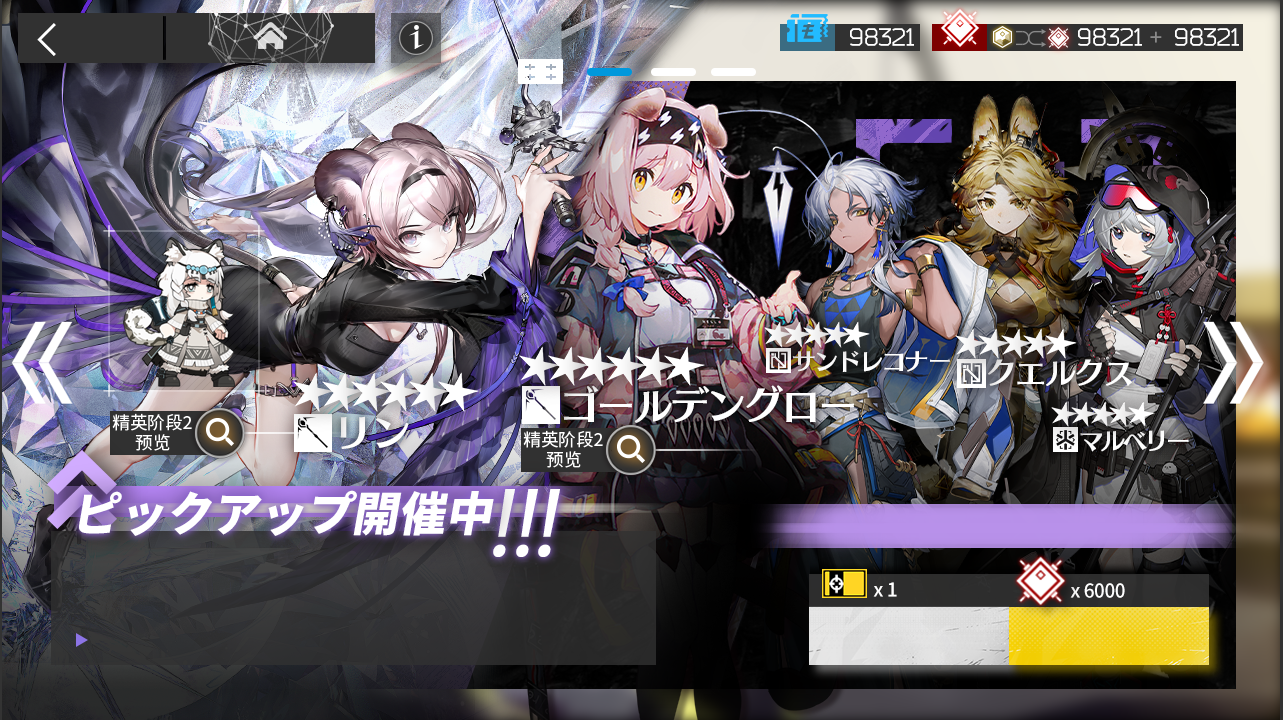 98321
98321 + 98321
サンドレコナー
クエルクス
ゴールデングロー
リン
マルベリー
精英阶段2
预览
精英阶段2
预览
ピックアップ開催中!!!
x 1
x 6000